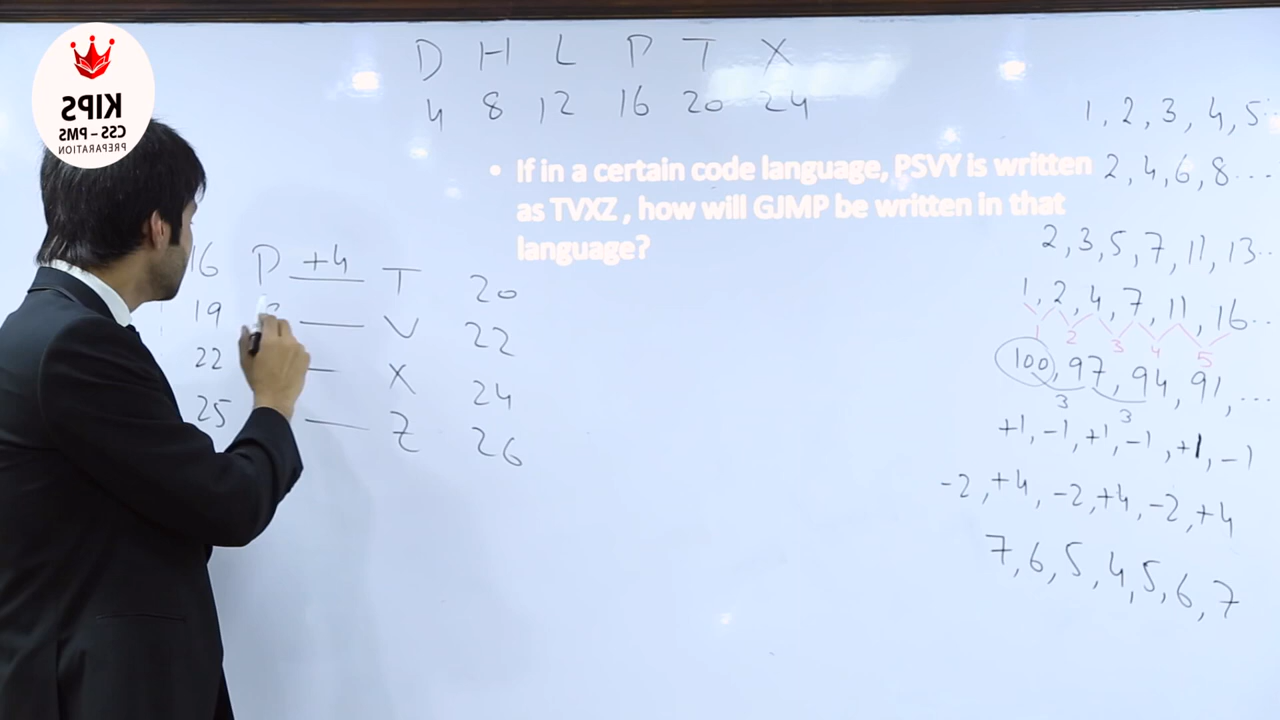 KIPS
CSS – PMS
PREPARATION
D H L P T X
4 8 12 16 20 24
• If in a certain code language, PSVY is written
as TVXZ , how will GJMP be written in that
language?
16 P +4 T 20
19 V 22
22 X 24
25 Z 26
1, 2, 3, 4, 5..
2, 4, 6, 8...
2, 3, 5, 7, 11, 13..
1, 2, 4, 7, 11, 16..
1 2 3 4 5
100, 97, 94, 91, ...
3 3
+1, -1, +1, -1, +1, -1
-2, +4, -2, +4, -2, +4
7, 6, 5, 4, 5, 6, 7